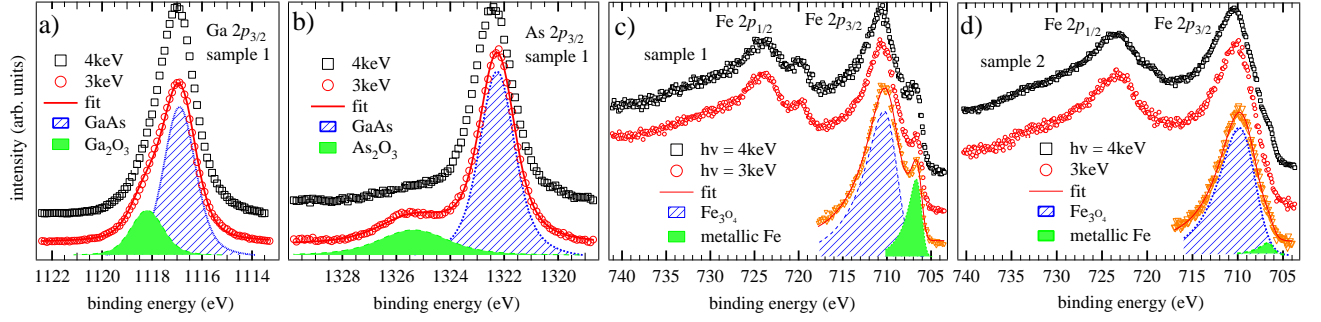 intensity (arb. units)
a)
Ga 2p3/2
sample 1
4keV
3keV
fit
GaAs
Ga2O3
1122 1120 1118 1116 1114
binding energy (eV)
b)
As 2p3/2
sample 1
4keV
3keV
fit
GaAs
As2O3
1328 1326 1324 1322 1320
binding energy (eV)
c)
Fe 2p1/2 Fe 2p3/2
sample 1
hν = 4keV
hν = 3keV
fit
Fe3O4
metallic Fe
741 735 730 725 720 715 710 705
binding energy (eV)
d)
Fe 2p1/2 Fe 2p3/2
sample 2
hν = 4keV
3keV
fit
Fe3O4
metallic Fe
740 735 730 725 720 715 710 705
binding energy (eV)